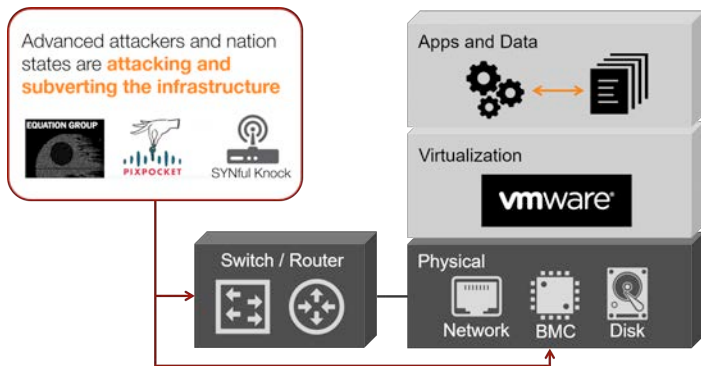 Advanced attackers and nation
states are attacking and
subverting the infrastructure
EQUATION GROUP
PIXPOCKET
SYNful Knock
Apps and Data
Virtualization
vmware®
Switch / Router
Physical
Network
BMC
Disk